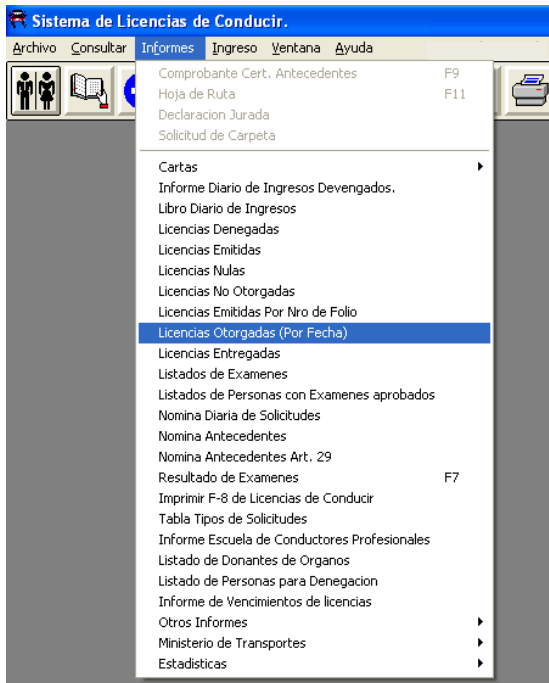 Sistema de Licencias de Conducir.
Archivo Consultar Informes Ingreso Ventana Ayuda
Comprobante Cert. Antecedentes F9
Hoja de Ruta F11
Declaracion Jurada
Solicitud de Carpeta
Cartas
Informe Diario de Ingresos Devengados.
Libro Diario de Ingresos
Licencias Denegadas
Licencias Emitidas
Licencias Nulas
Licencias No Otorgadas
Licencias Emitidas Por Nro de Folio
Licencias Otorgadas (Por Fecha)
Licencias Entregadas
Listados de Examenes
Listados de Personas con Examenes aprobados
Nomina Diaria de Solicitudes
Nomina Antecedentes
Nomina Antecedentes Art. 29
Resultado de Examenes F7
Imprimir F-8 de Licencias de Conducir
Tabla Tipos de Solicitudes
Informe Escuela de Conductores Profesionales
Listado de Donantes de Organos
Listado de Personas para Denegacion
Informe de Vencimientos de licencias
Otros Informes
Ministerio de Transportes
Estadisticas